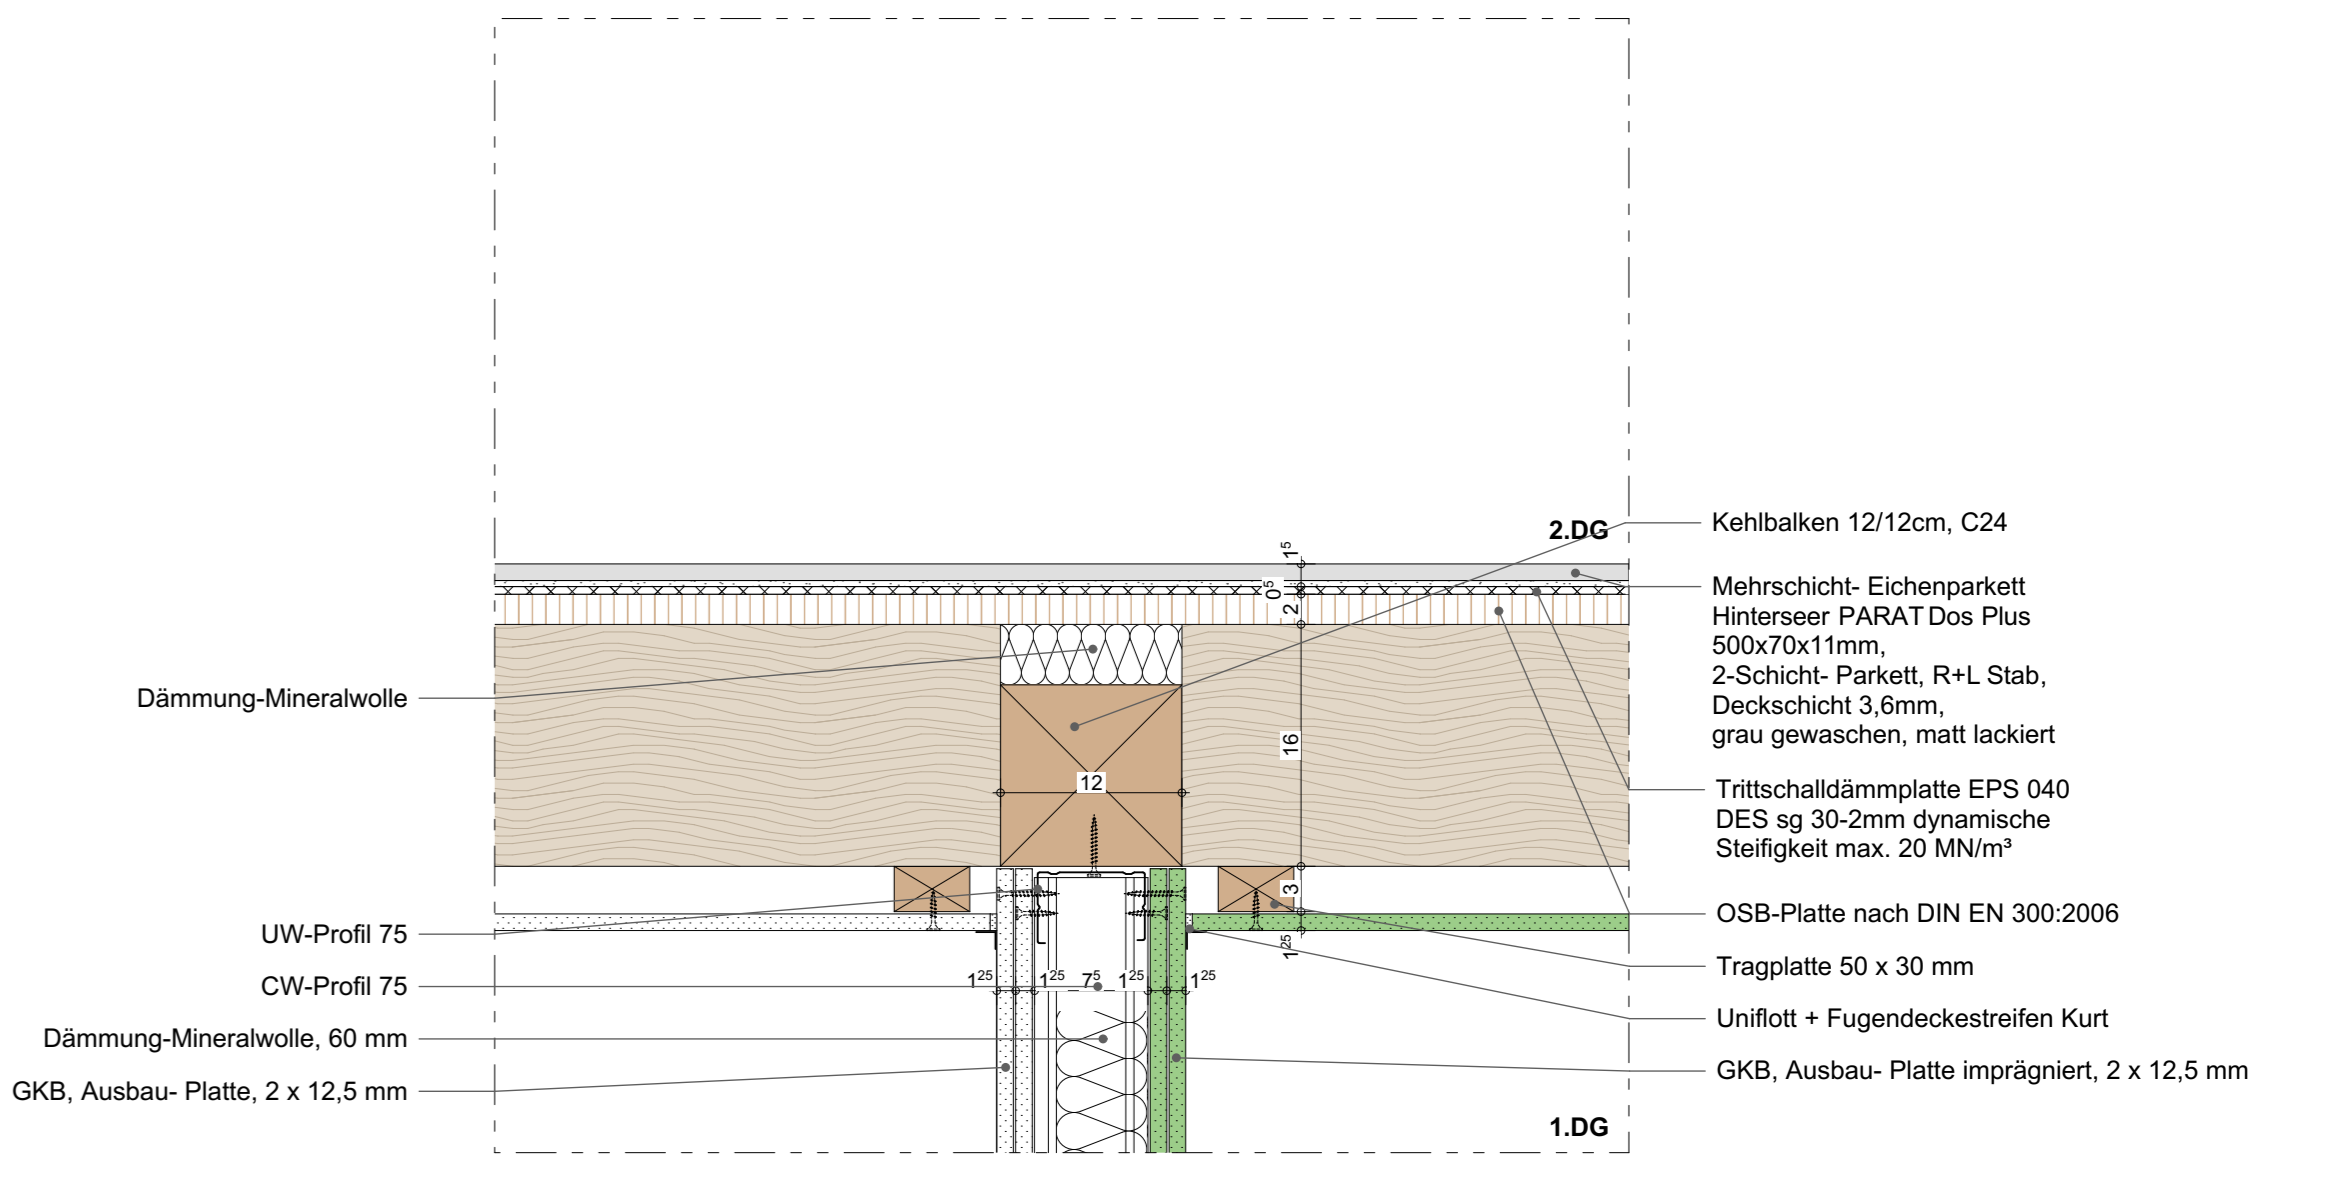 2.DG
Kehlbalken 12/12cm, C24
1⁵
0⁵
2
Mehrschicht- Eichenparkett
Hinterseer PARAT Dos Plus
500x70x11mm,
2-Schicht- Parkett, R+L Stab,
Deckschicht 3,6mm,
grau gewaschen, matt lackiert
Dämmung-Mineralwolle
16
12
Trittschalldämmplatte EPS 040
DES sg 30-2mm dynamische
Steifigkeit max. 20 MN/m³
3
OSB-Platte nach DIN EN 300:2006
UW-Profil 75
1²⁵
Tragplatte 50 x 30 mm
CW-Profil 75
1²⁵ 1²⁵ 7⁵ 1²⁵ 1²⁵
Uniflott + Fugendeckestreifen Kurt
Dämmung-Mineralwolle, 60 mm
GKB, Ausbau- Platte imprägniert, 2 x 12,5 mm
GKB, Ausbau- Platte, 2 x 12,5 mm
1.DG